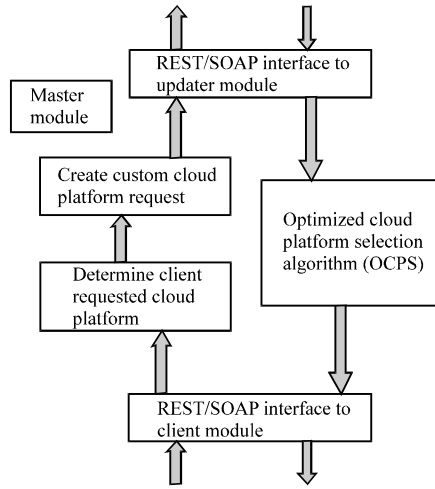 REST/SOAP interface to
updater module
Master
module
Create custom cloud
platform request
Optimized cloud
platform selection
algorithm (OCPS)
Determine client
requested cloud
platform
REST/SOAP interface to
client module